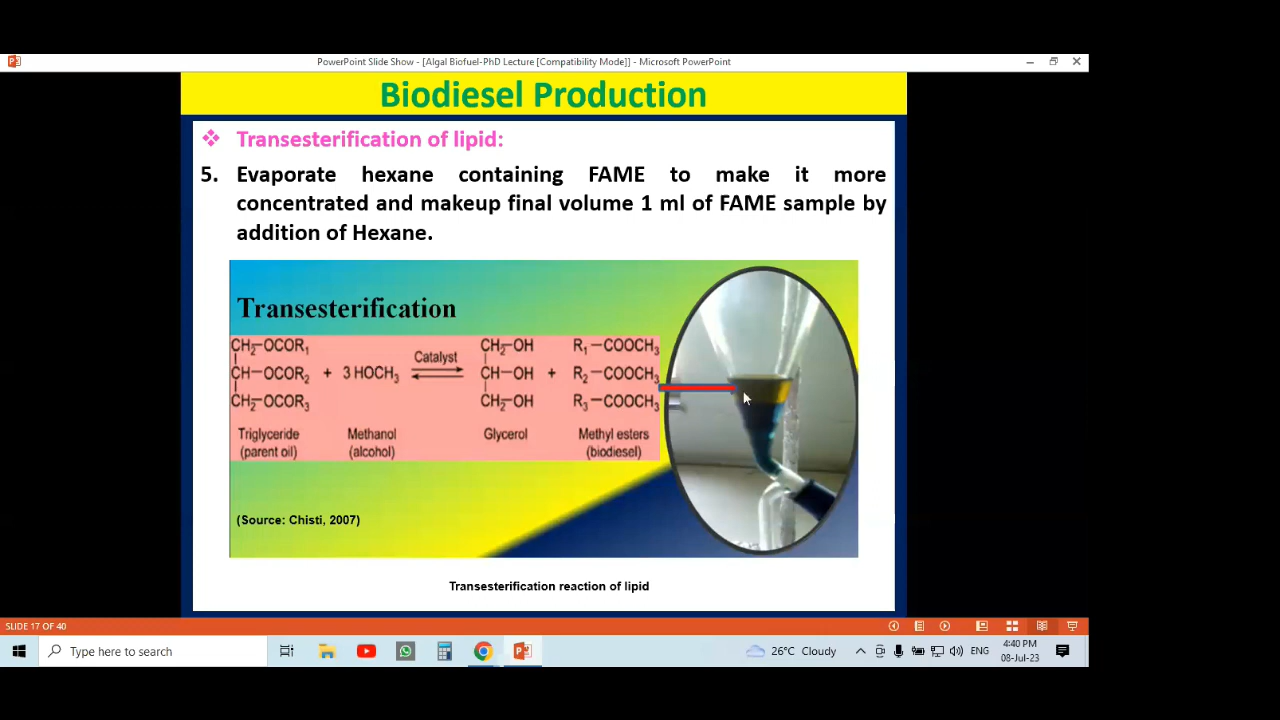 PowerPoint Slide Show - [Algal Biofuel-PhD Lecture [Compatibility Mode]] - Microsoft PowerPoint
Biodiesel Production
Transesterification of lipid:
5. Evaporate hexane containing FAME to make it more
concentrated and makeup final volume 1 ml of FAME sample by
addition of Hexane.
Transesterification
CH₂–OCOR₁ CH₂–OH R₁–COOCH₃
CH–OCOR₂ + 3 HOCH₃ Catalyst CH–OH + R₂–COOCH₃
CH₂–OCOR₃ CH₂–OH R₃–COOCH₃
Triglyceride Methanol Glycerol Methyl esters
(parent oil) (alcohol) (biodiesel)
(Source: Chisti, 2007)
Transesterification reaction of lipid
SLIDE 17 OF 40
Type here to search
26°C Cloudy
ENG
4:40 PM
08-Jul-23